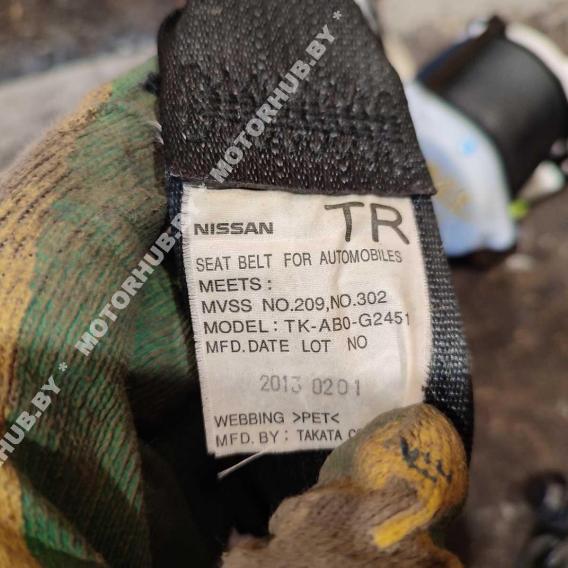 NISSAN TR
SEAT BELT FOR AUTOMOBILES
MEETS :
MVSS NO.209,NO.302
MODEL: TK-AB0-G2451
MFD.DATE LOT NO
2013 0201
WEBBING >PET<
MFD.BY: TAKATA
MOTORHUB.BY * MOTORHUB.BY * MOTORHUB.BY *